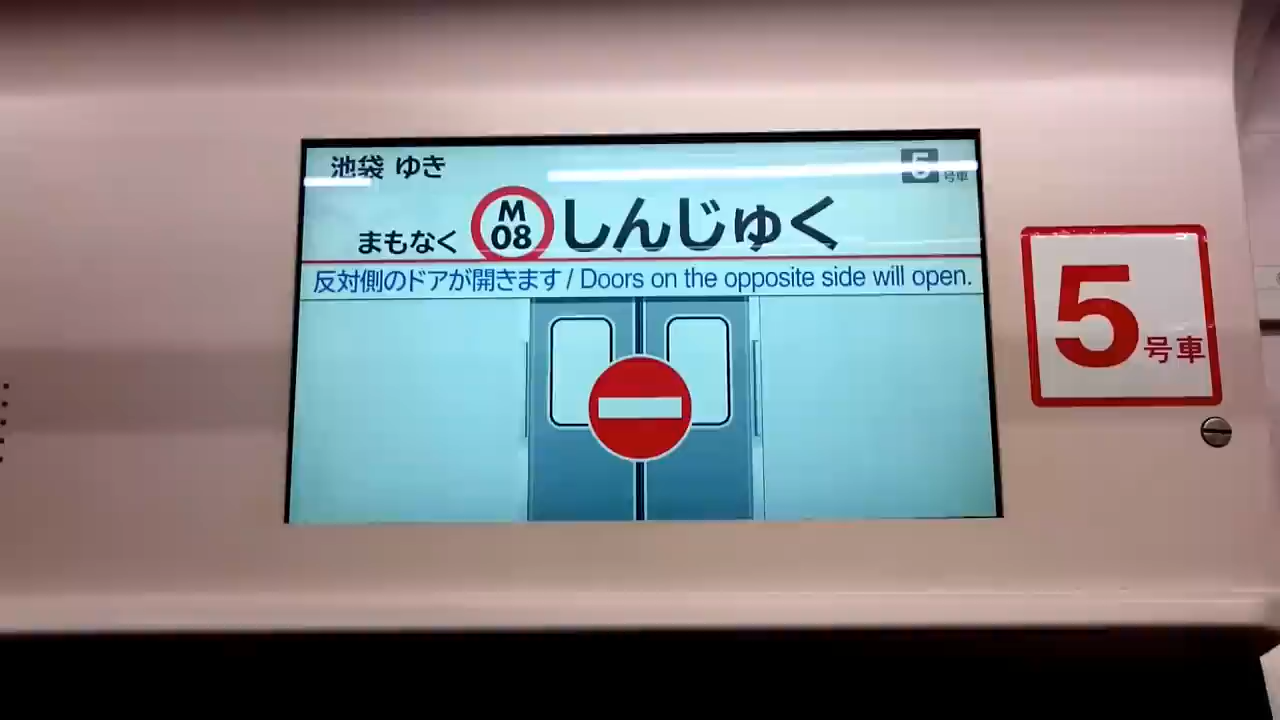 池袋 ゆき
5号車
まもなく M 08 しんじゅく
反対側のドアが開きます / Doors on the opposite side will open.
5号車